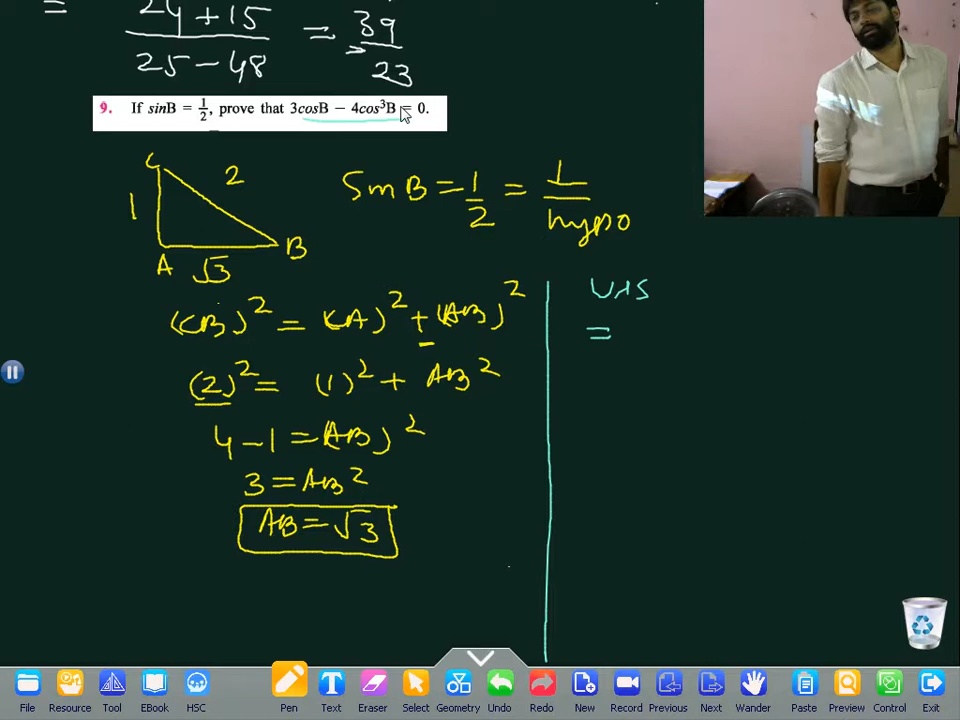 = 24 + 15 / 25 - 48 = 39 / 23
9. If sinB = 1/2, prove that 3cosB − 4cos³B = 0.
C
1
2
A √3 B
Sin B = 1/2 = 1/hypo
(CB)² = (CA)² + (AB)²
(2)² = (1)² + AB²
4 - 1 = (AB)²
3 = AB²
AB = √3
LHS
=
File Resource Tool EBook HSC Pen Text Eraser Select Geometry Undo Redo New Record Previous Next Wander Paste Preview Control Exit